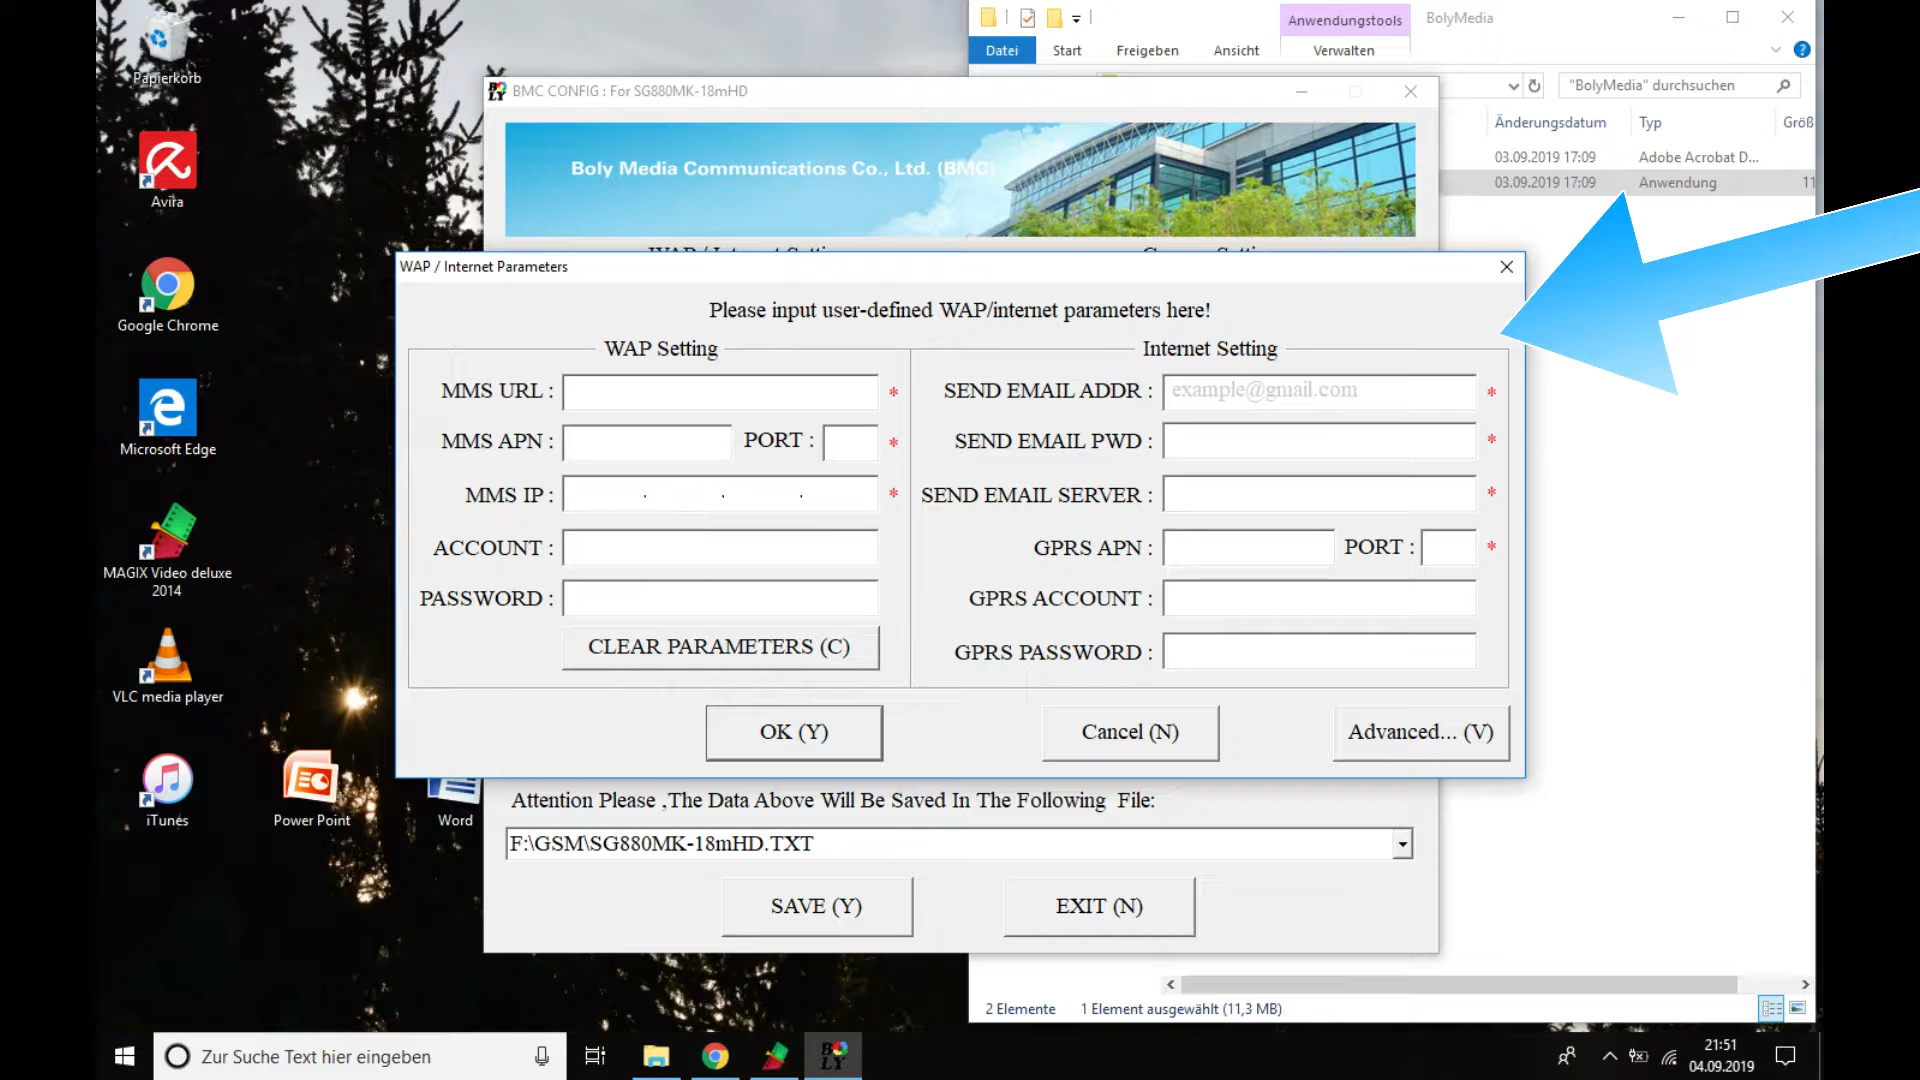 Papierkorb
Avira
Google Chrome
Microsoft Edge
MAGIX Video deluxe
2014
VLC media player
iTunes
Power Point
Word
Anwendungstools
BolyMedia
Datei
Start
Freigeben
Ansicht
Verwalten
"BolyMedia" durchsuchen
Änderungsdatum
Typ
Größ
03.09.2019 17:09
Adobe Acrobat D...
03.09.2019 17:09
Anwendung
11
BOLY
BMC CONFIG : For SG880MK-18mHD
Boly Media Communications Co., Ltd. (BMC)
WAP / Internet Parameters
Please input user-defined WAP/internet parameters here!
WAP Setting
MMS URL :
*
MMS APN :
PORT :
*
MMS IP :
. . .
*
ACCOUNT :
PASSWORD :
CLEAR PARAMETERS (C)
Internet Setting
SEND EMAIL ADDR :
example@gmail.com
*
SEND EMAIL PWD :
*
SEND EMAIL SERVER :
*
GPRS APN :
PORT :
*
GPRS ACCOUNT :
GPRS PASSWORD :
OK (Y)
Cancel (N)
Advanced... (V)
Attention Please ,The Data Above Will Be Saved In The Following File:
F:\GSM\SG880MK-18mHD.TXT
SAVE (Y)
EXIT (N)
2 Elemente
1 Element ausgewählt (11,3 MB)
Zur Suche Text hier eingeben
BOLY
21:51
04.09.2019